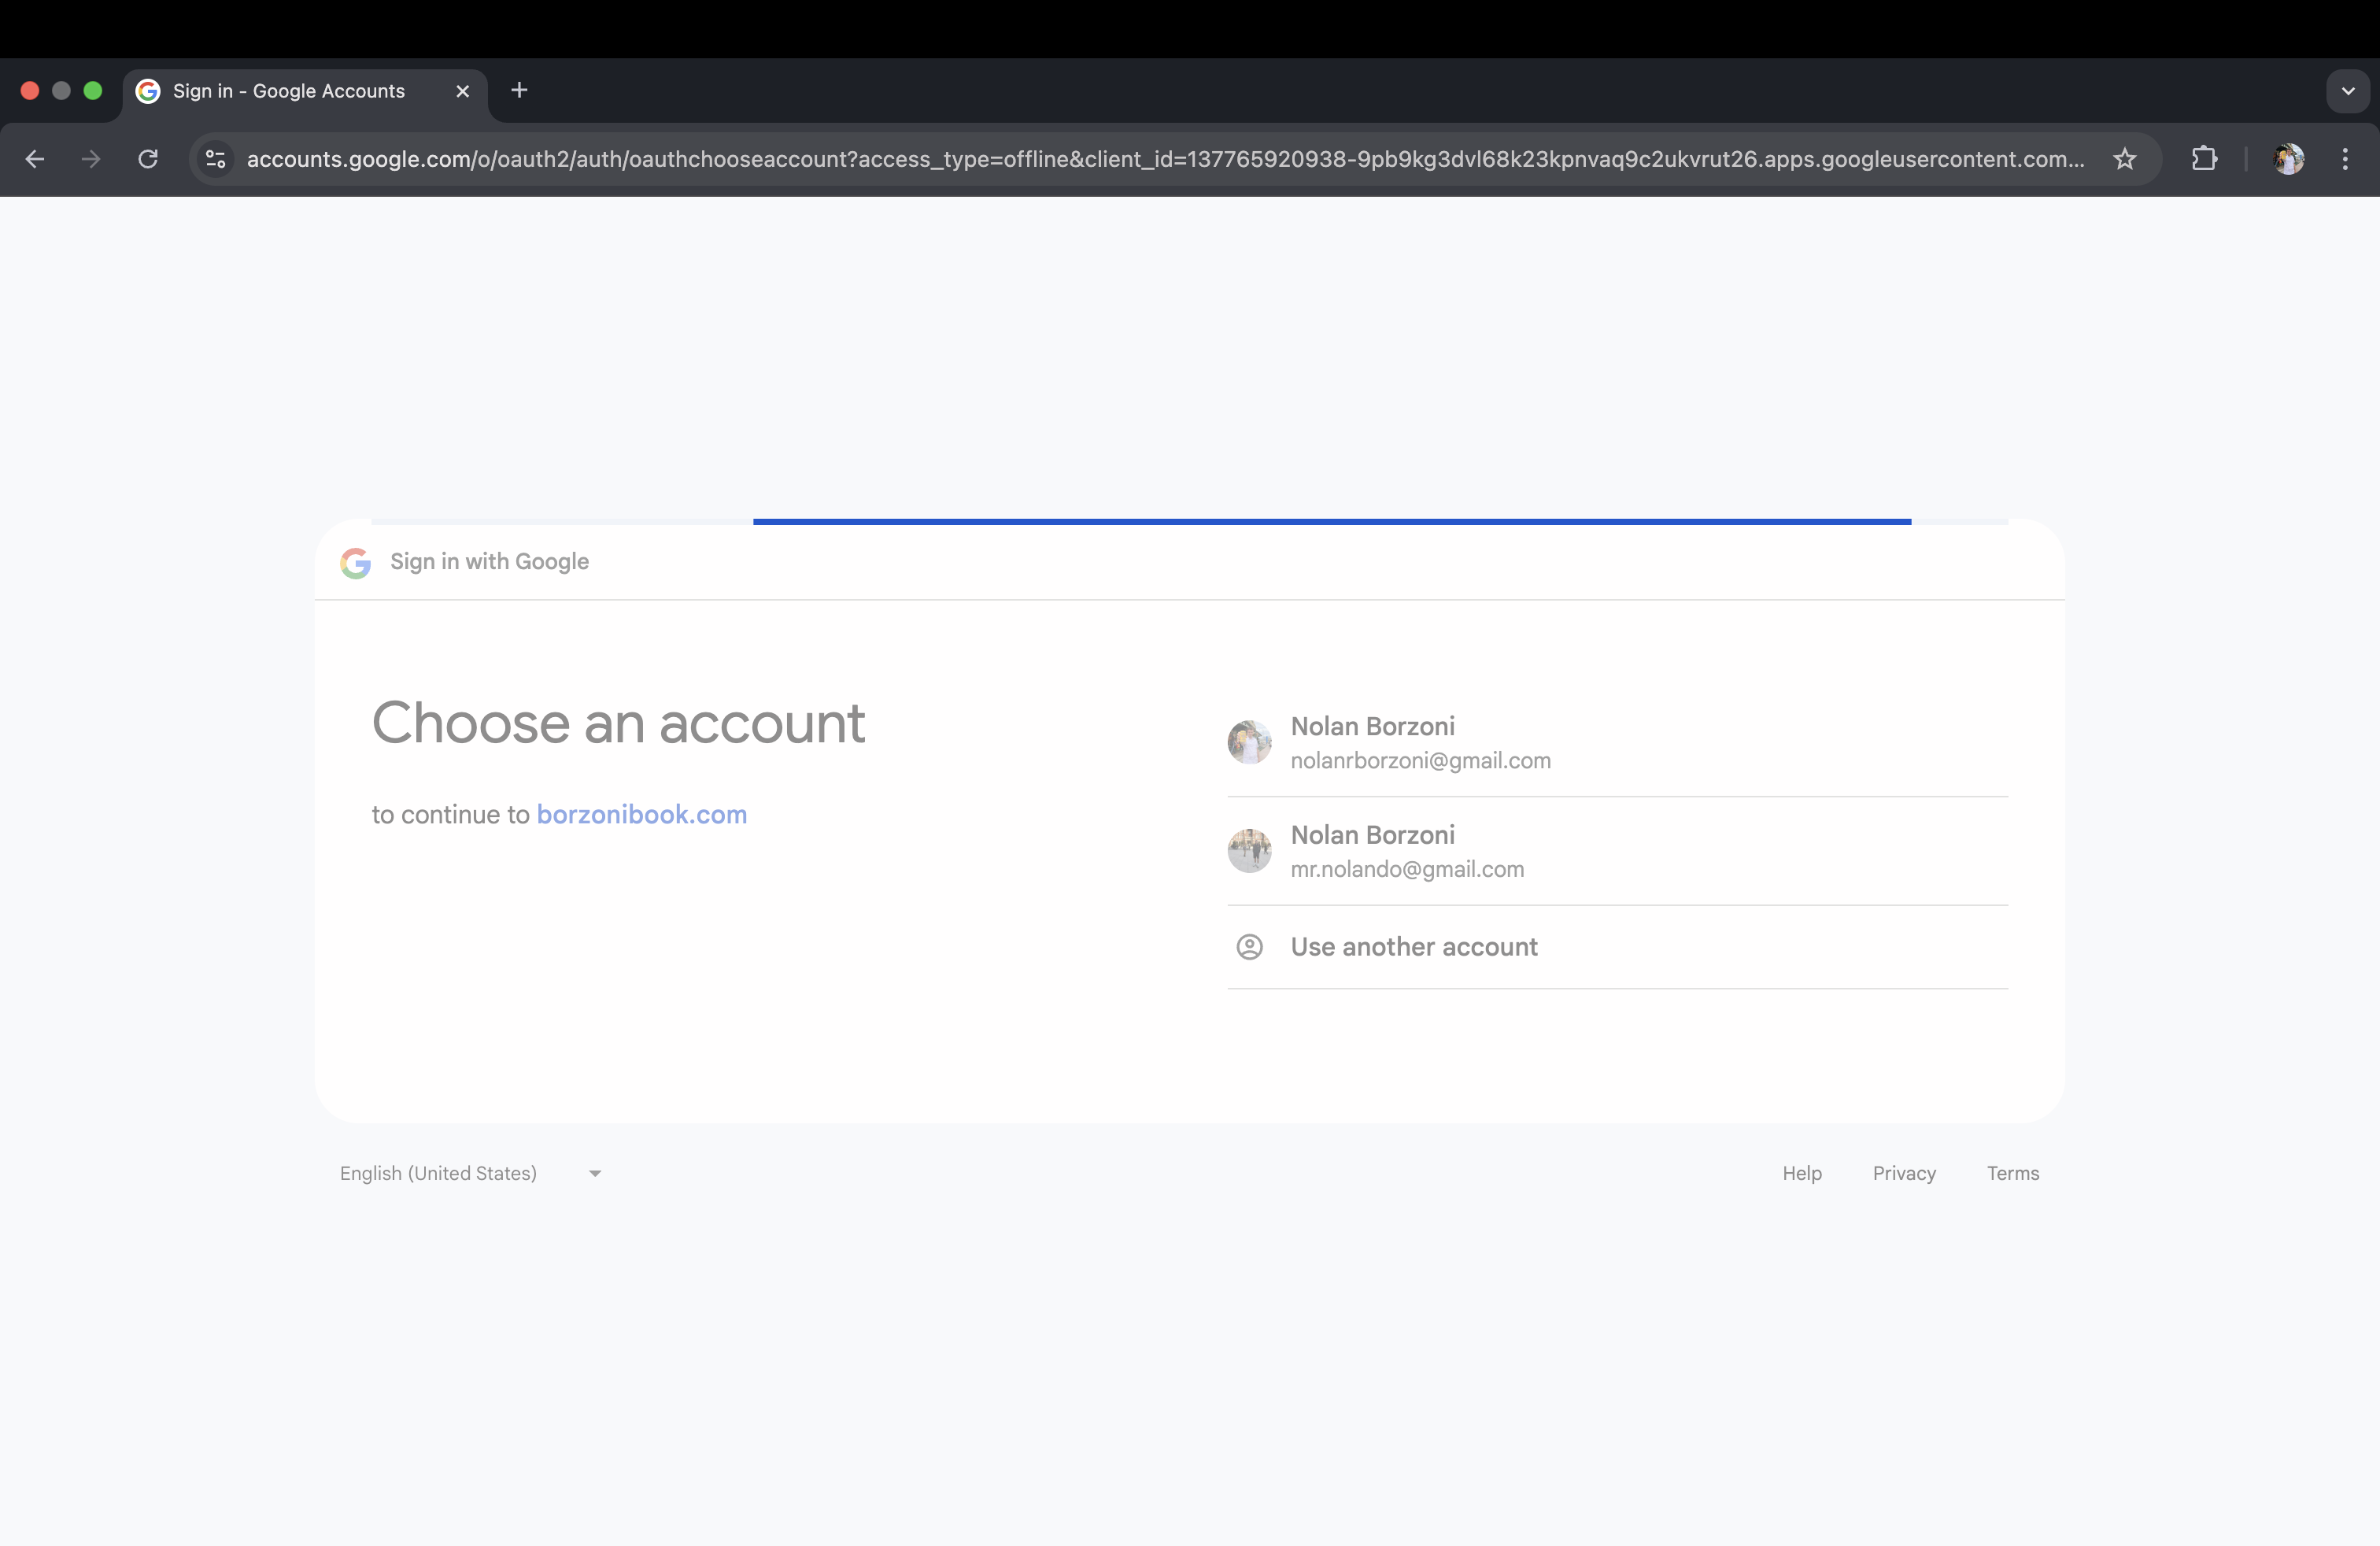 Sign in - Google Accounts
accounts.google.com/o/oauth2/auth/oauthchooseaccount?access_type=offline&client_id=137765920938-9pb9kg3dvl68k23kpnvaq9c2ukvrut26.apps.googleusercontent.com...
Sign in with Google
Choose an account
to continue to borzonibook.com
Nolan Borzoni
nolanrborzoni@gmail.com
Nolan Borzoni
mr.nolando@gmail.com
Use another account
English (United States)
Help Privacy Terms